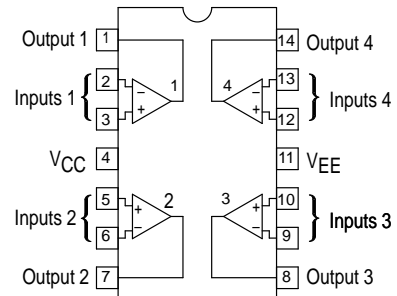 Output 1 1 14 Output 4
Inputs 1 2 − 1 4 − 13 Inputs 4
3 + + 12
VCC 4 11 VEE
Inputs 2 5 + 2 3 + 10 Inputs 3
6 − − 9
Output 2 7 8 Output 3